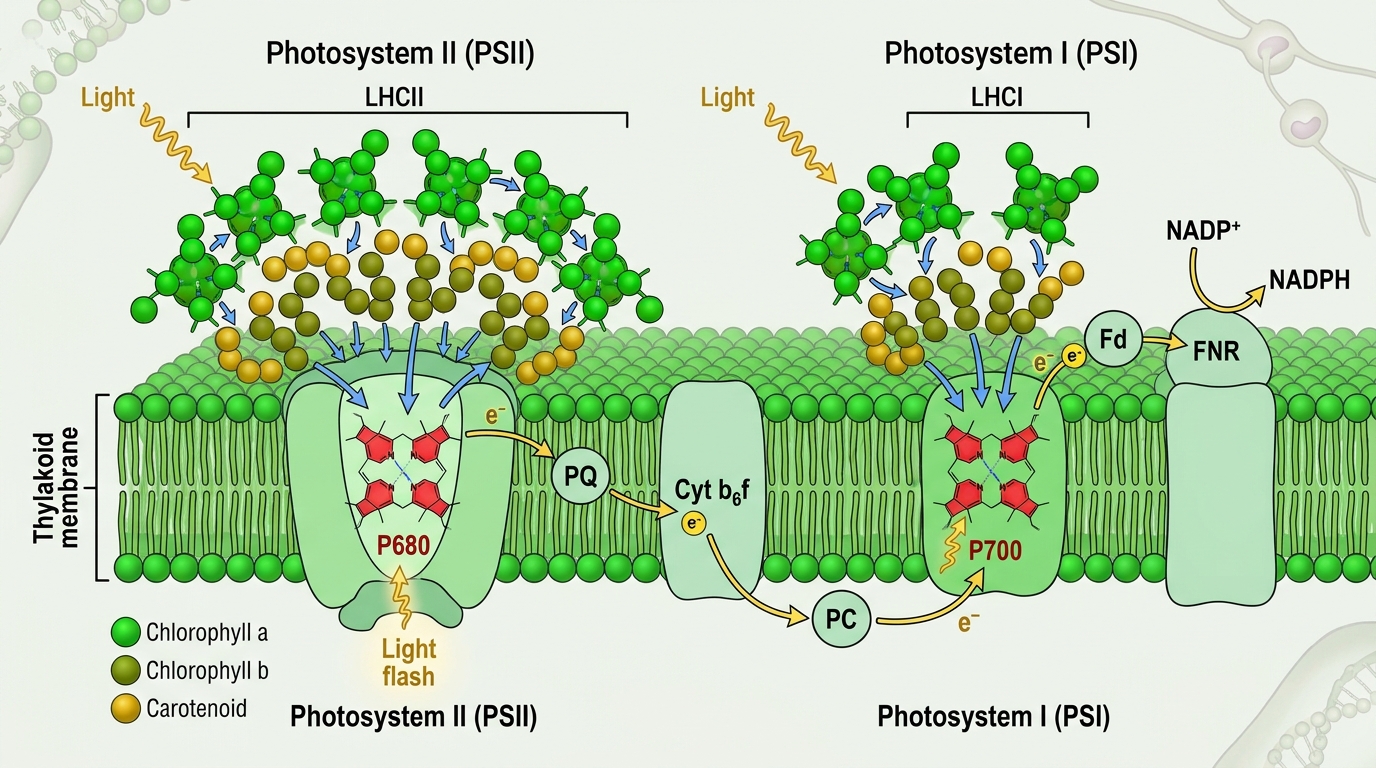 Photosystem II (PSII)
Photosystem I (PSI)
Light
LHCII
Light
LHCI
NADP⁺
NADPH
Fd
FNR
e⁻
e⁻
e⁻
PQ
Cyt b₆f
e⁻
Thylakoid
membrane
P680
P700
PC
e⁻
Chlorophyll a
Chlorophyll b
Carotenoid
Light
flash
Photosystem II (PSII)
Photosystem I (PSI)